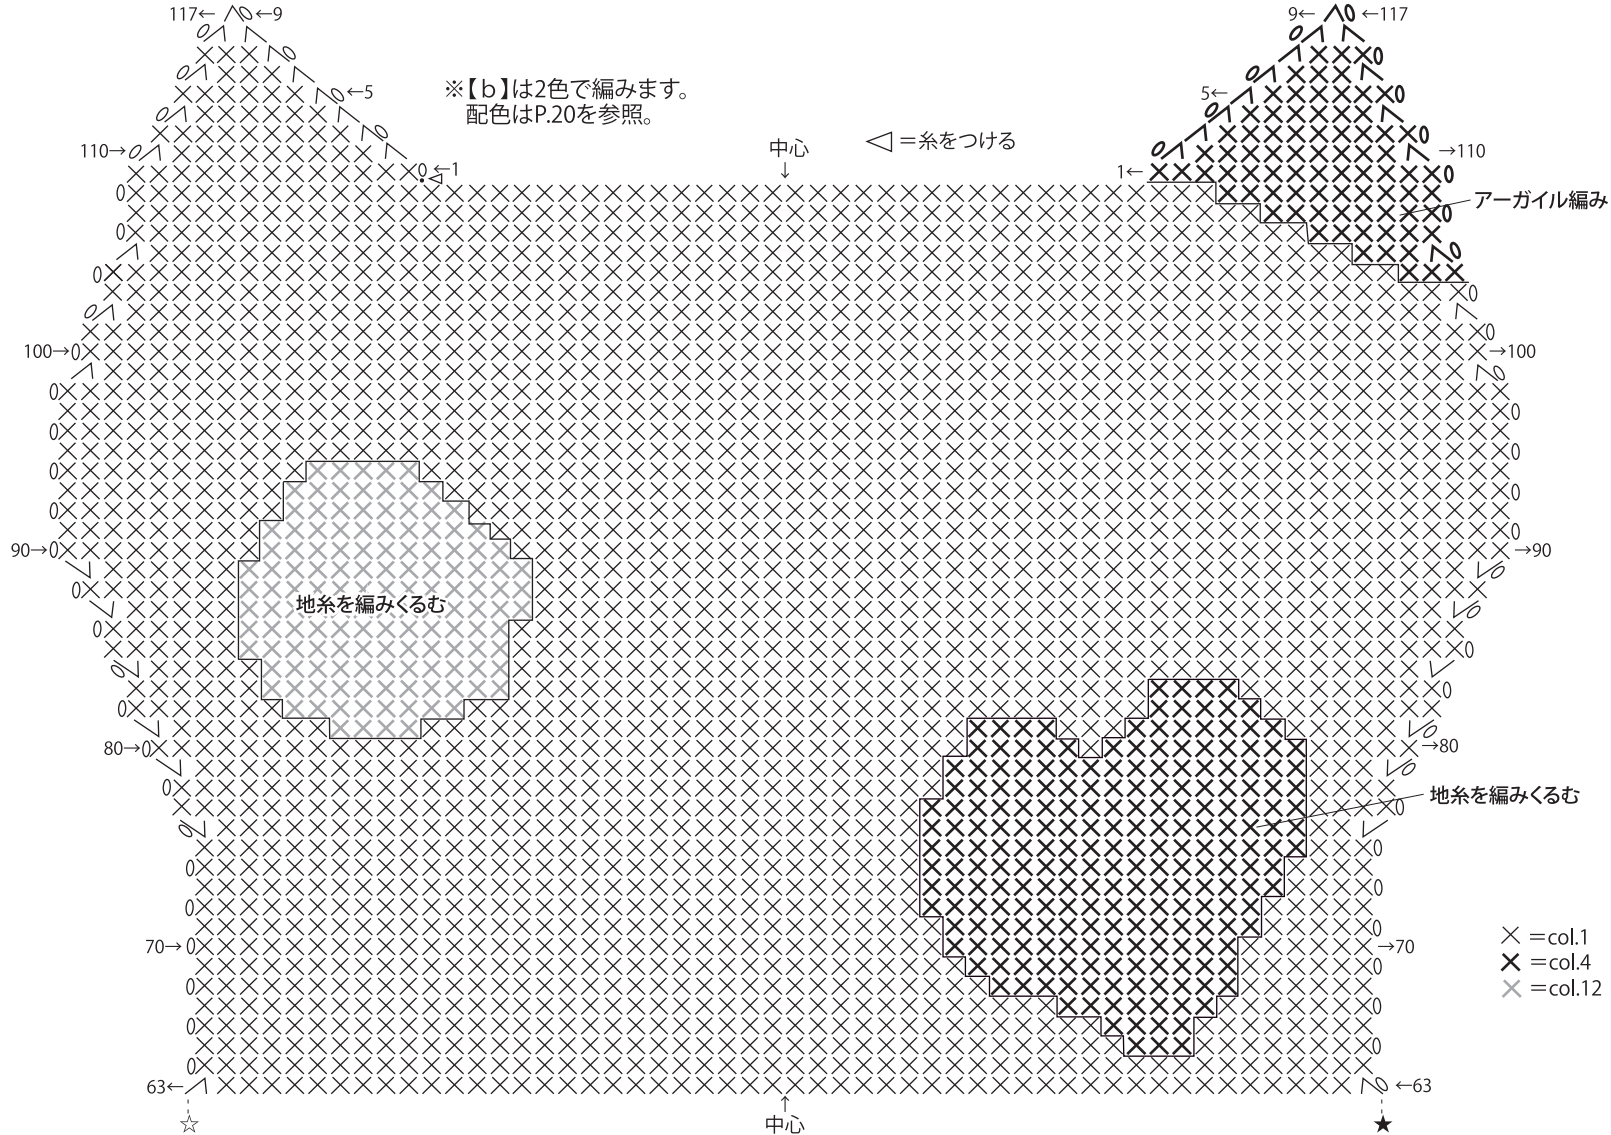 117← ←9
9← ←117
※【b】は2色で編みます。
配色はP.20を参照。
←5
5←
◁=糸をつける
中心
↓
110→
→110
←1
1←
アーガイル編み
100→
→100
90→
→90
地糸を編みくるむ
80→
→80
地糸を編みくるむ
70→
→70
×=col.1
×=col.4
×=col.12
63←
←63
☆
↑
中心
★